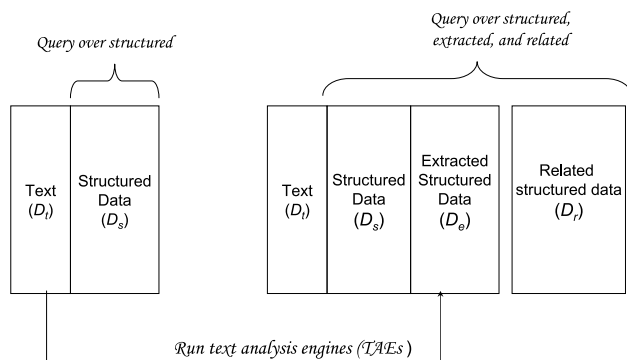 Query over structured
Query over structured,
extracted, and related
Text
(Dt)
Structured
Data
(Ds)
Text
(Dt)
Structured
Data
(Ds)
Extracted
Structured
Data
(De)
Related
structured data
(Dr)
Run text analysis engines (TAEs)